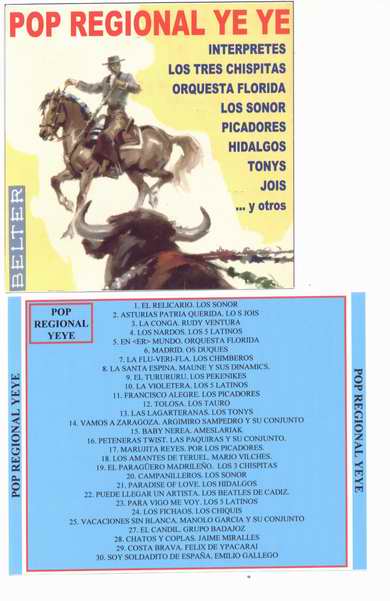 POP REGIONAL YE YE
INTERPRETES
LOS TRES CHISPITAS
ORQUESTA FLORIDA
LOS SONOR
PICADORES
HIDALGOS
TONYS
JOIS
... y otros
BELTER
POP
REGIONAL
YEYE
POP REGIONAL YEYE
1. EL RELICARIO. LOS SONOR
2. ASTURIAS PATRIA QUERIDA. LO S JOIS
3. LA CONGA. RUDY VENTURA
4. LOS NARDOS. LOS 5 LATINOS
5. EN <ER> MUNDO. ORQUESTA FLORIDA
6. MADRID. OS DUQUES
7. LA FLU-VERI-FLA. LOS CHIMBEROS
8. LA SANTA ESPINA. MAUNE Y SUS DINAMICS.
9. EL TURURURU. LOS PEKENIKES
10. LA VIOLETERA. LOS 5 LATINOS
11. FRANCISCO ALEGRE. LOS PICADORES
12. TOLOSA. LOS TAURO
13. LAS LAGARTERANAS. LOS TONYS
14. VAMOS A ZARAGOZA. ARGIMIRO SAMPEDRO Y SU CONJUNTO
15. BABY NEREA. AMESLARIAK
16. PETENERAS TWIST. LAS PAQUIRAS Y SU CONJUNTO.
17. MARUJITA REYES. POR LOS PICADORES.
18. LOS AMANTES DE TERUEL. MARIO VILCHES.
19. EL PARAGÜERO MADRILEÑO. LOS 3 CHISPITAS
20. CAMPANILLEROS. LOS SONOR
21. PARADISE OF LOVE. LOS HIDALGOS
22. PUEDE LLEGAR UN ARTISTA. LOS BEATLES DE CADIZ.
23. PARA VIGO ME VOY. LOS 5 LATINOS
24. LOS FICHAOS. LOS CHIQUIS
25. VACACIONES SIN BLANCA. MANOLO GARCIA Y SU CONJUNTO
27. EL CANDIL. GRUPO BADAJOZ
28. CHATOS Y COPLAS. JAIME MIRALLES
29. COSTA BRAVA. FELIX DE YPACARAI
30. SOY SOLDADITO DE ESPAÑA. EMILIO GALLEGO
POP REGIONAL YEYE